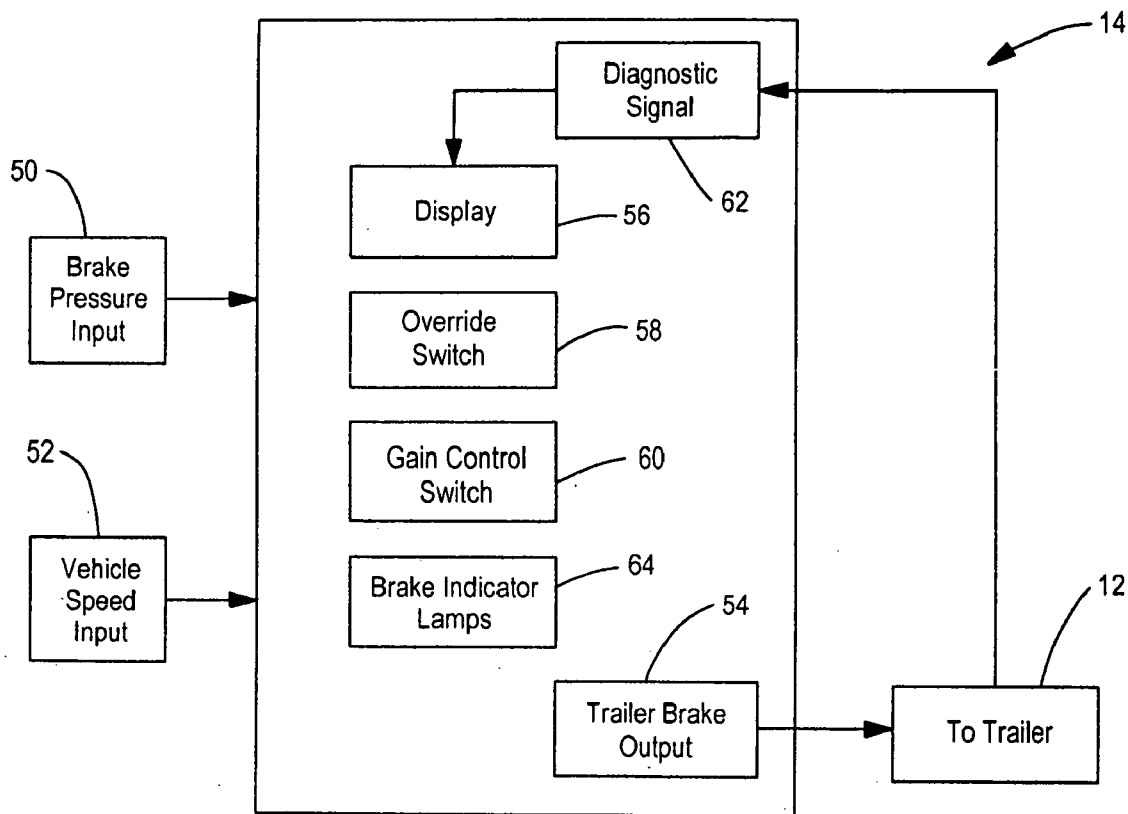 14
Diagnostic
Signal
62
50
Display
56
Brake
Pressure
Input
Override
Switch
58
52
Gain Control
Switch
60
Vehicle
Speed
Input
Brake Indicator
Lamps
64
54
12
Trailer Brake
Output
To Trailer